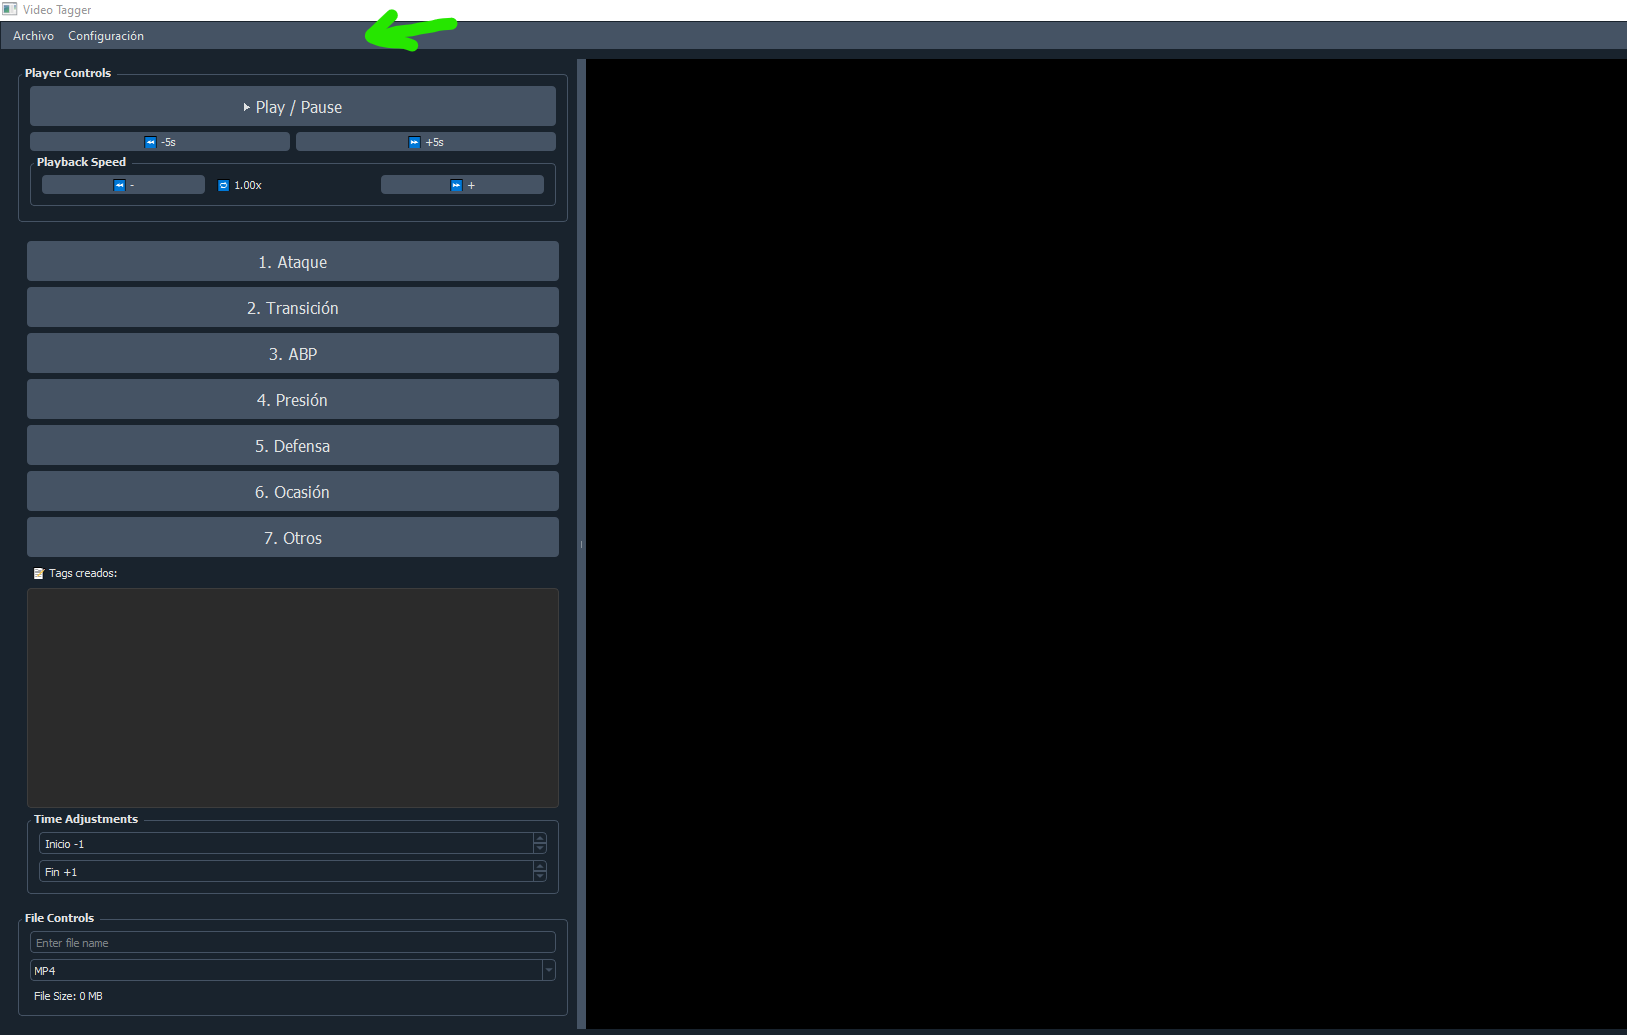 Video Tagger
Archivo Configuración
Player Controls
Play / Pause
-5s +5s
Playback Speed
- 1.00x +
1. Ataque
2. Transición
3. ABP
4. Presión
5. Defensa
6. Ocasión
7. Otros
Tags creados:
Time Adjustments
Inicio -1
Fin +1
File Controls
Enter file name
MP4
File Size: 0 MB